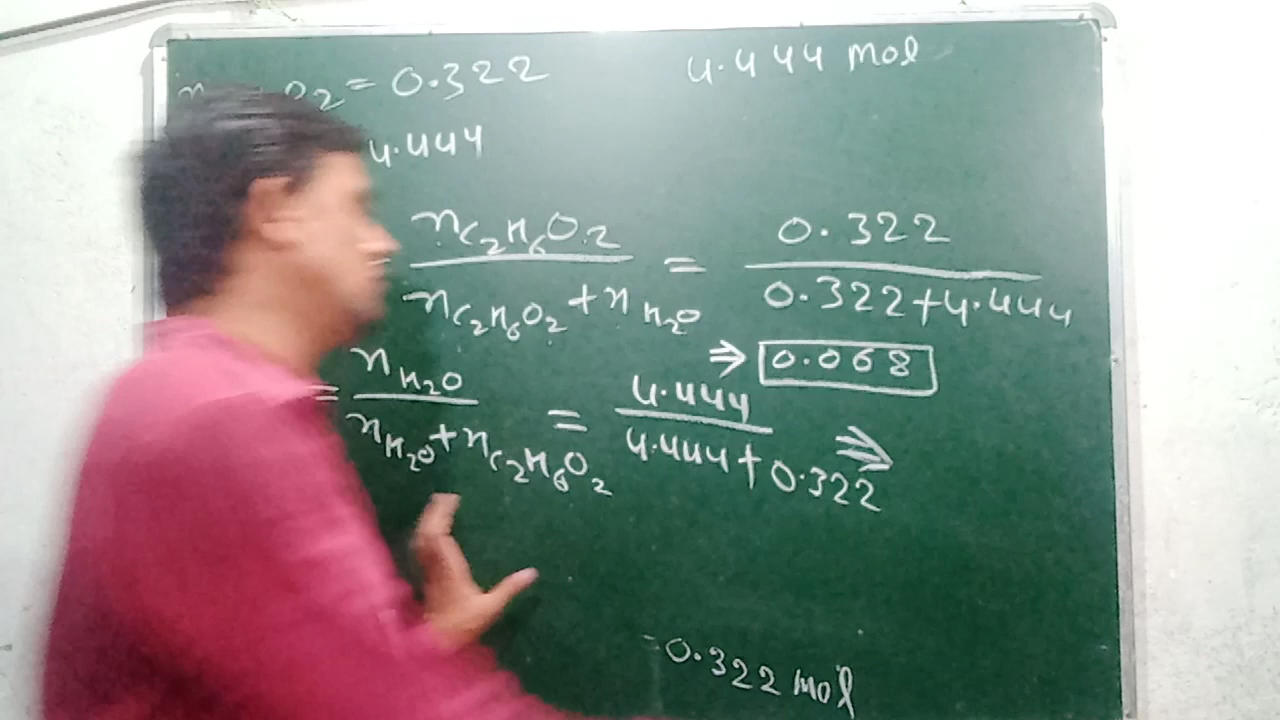 O2 = 0.322 4.444 mol
4.444
nC2H6O2 / nC2H6O2 + nH2O = 0.322 / 0.322 + 4.444
⇒ 0.068
= nH2O / nH2O + nC2H6O2 = 4.444 / 4.444 + 0.322 ⇒
0.322 mol